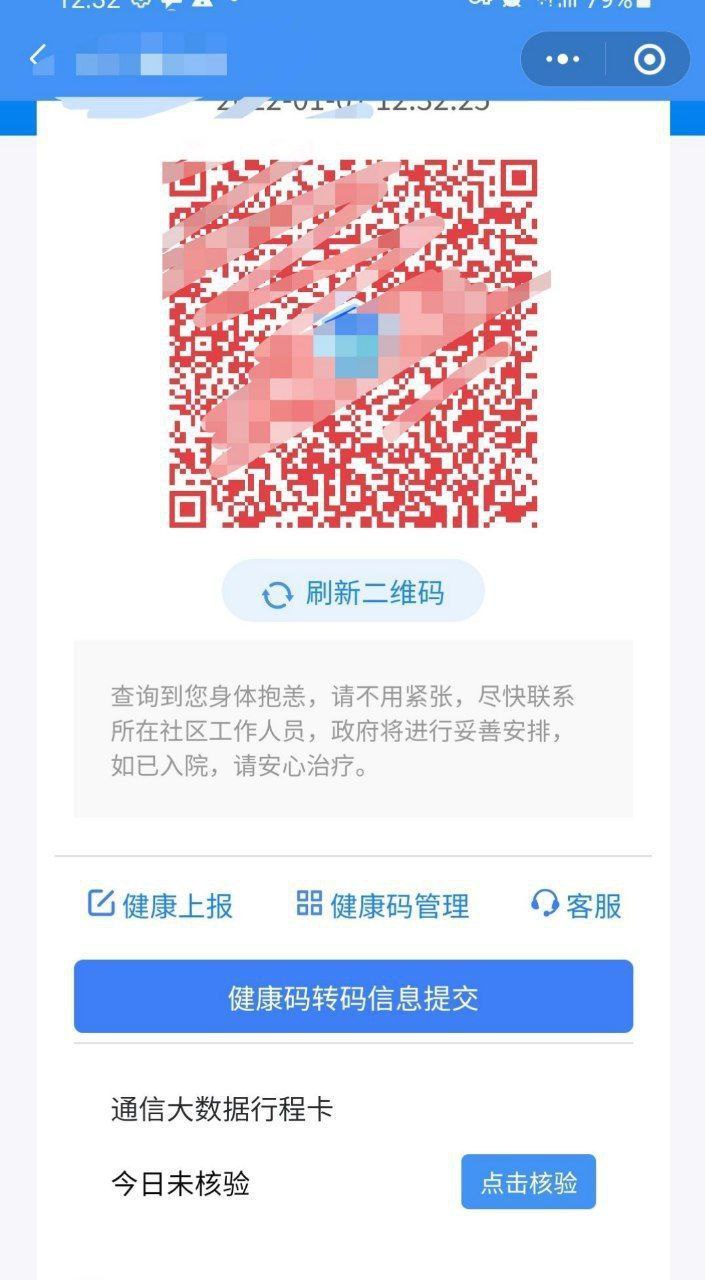 12:32
79%
12:32:25
刷新二维码
查询到您身体抱恙，请不用紧张，尽快联系
所在社区工作人员，政府将进行妥善安排，
如已入院，请安心治疗。
健康上报 健康码管理 客服
健康码转码信息提交
通信大数据行程卡
今日未核验 点击核验